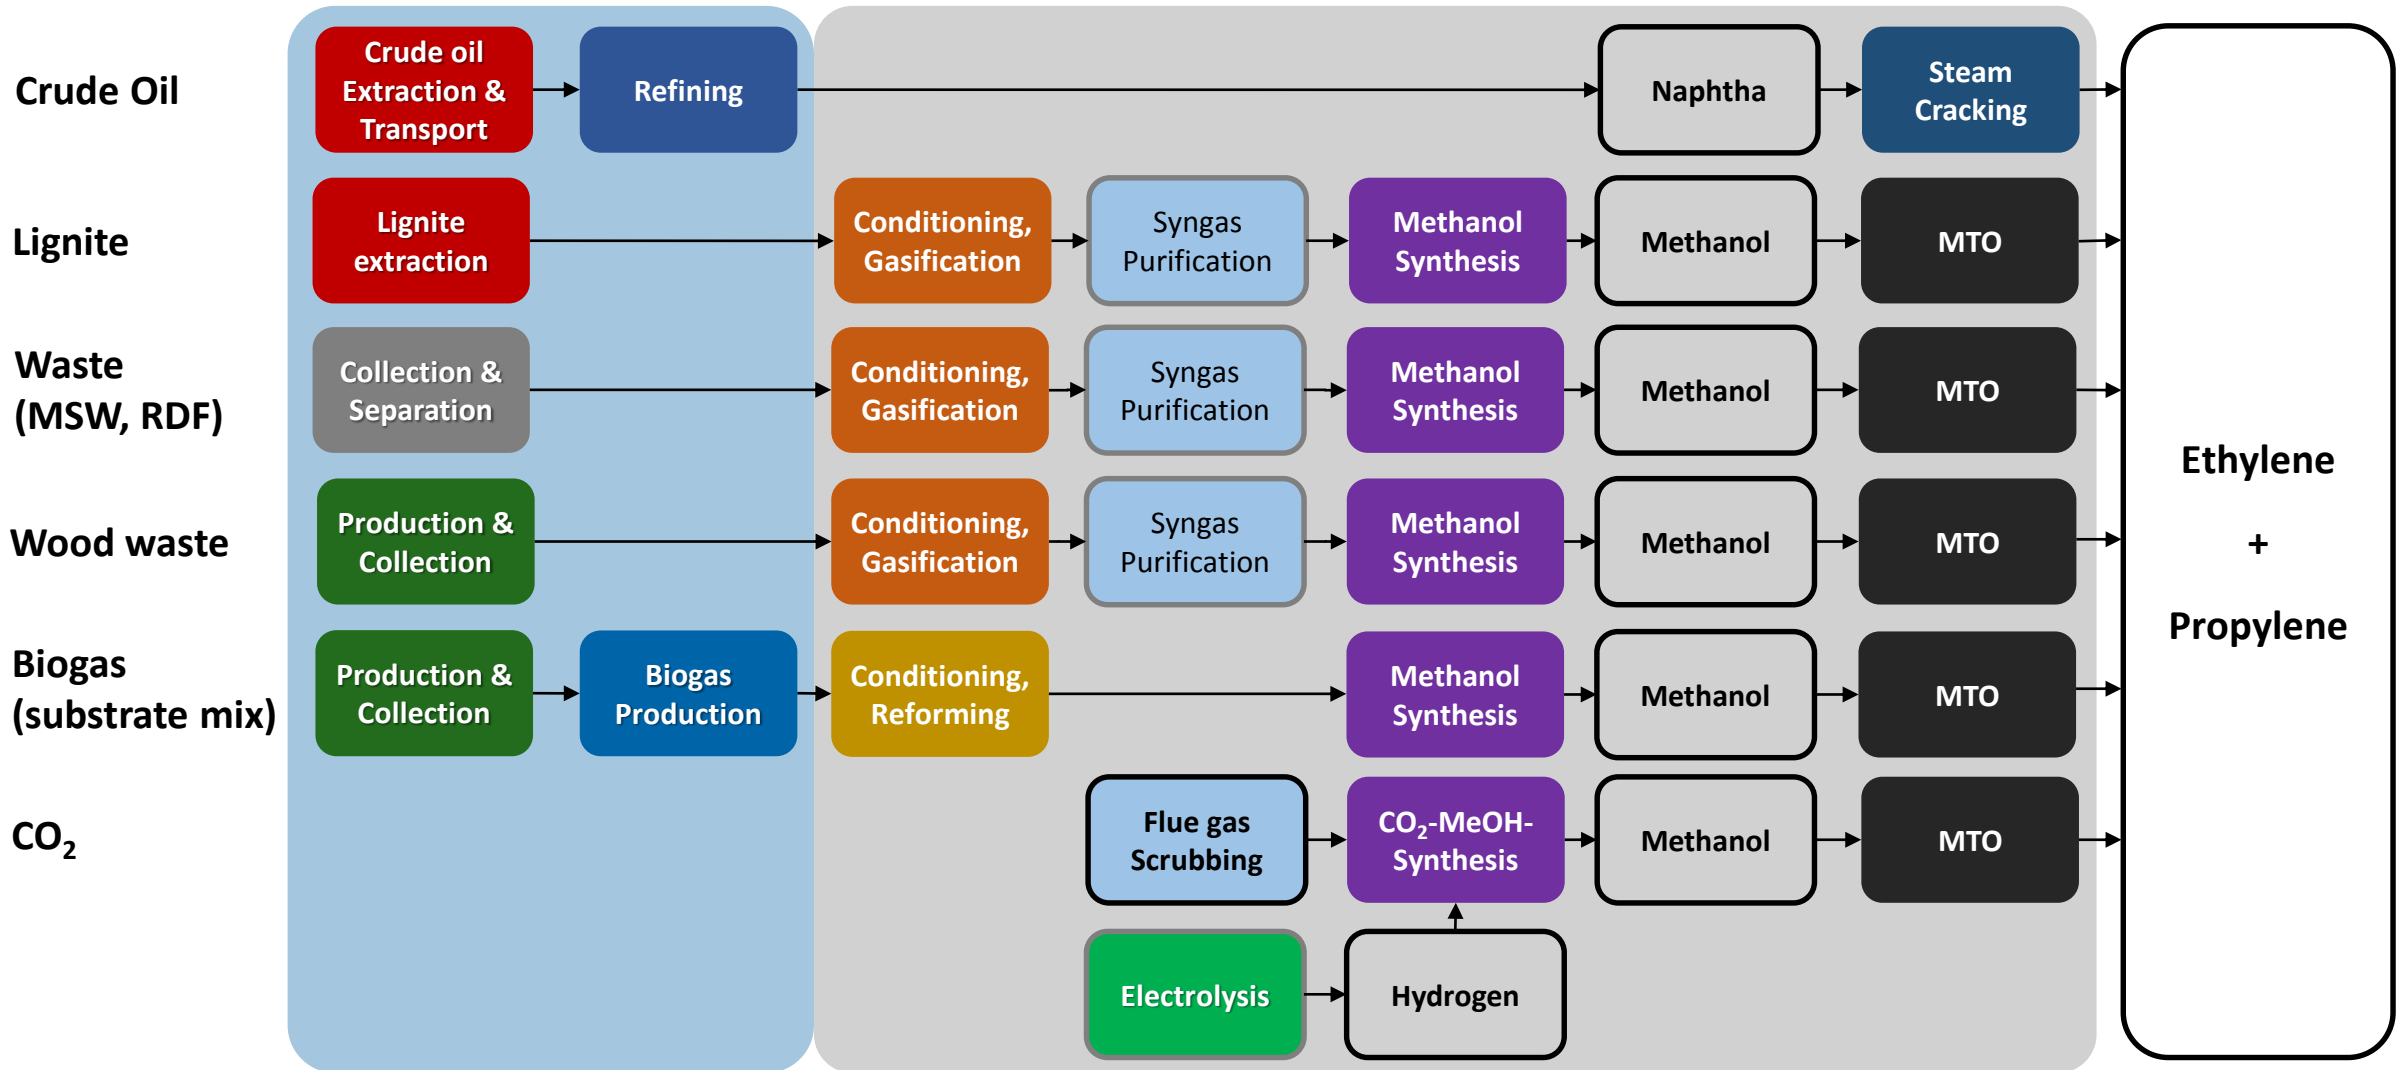 Crude Oil
Crude oil
Extraction &
Transport
Refining
Naphtha
Steam
Cracking
Lignite
Lignite
extraction
Conditioning,
Gasification
Syngas
Purification
Methanol
Synthesis
Methanol
MTO
Waste
(MSW, RDF)
Collection &
Separation
Conditioning,
Gasification
Syngas
Purification
Methanol
Synthesis
Methanol
MTO
Wood waste
Production &
Collection
Conditioning,
Gasification
Syngas
Purification
Methanol
Synthesis
Methanol
MTO
Biogas
(substrate mix)
Production &
Collection
Biogas
Production
Conditioning,
Reforming
Methanol
Synthesis
Methanol
MTO
CO₂
Flue gas
Scrubbing
CO₂-MeOH-
Synthesis
Methanol
MTO
Electrolysis
Hydrogen
Ethylene
+
Propylene